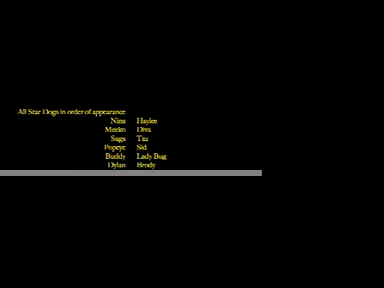 All Star Dogs in order of appearance
Nina Haylee
Meeko Diva
Saga Taz
Popeye Sid
Buddy Lady Bug
Dylan Brody